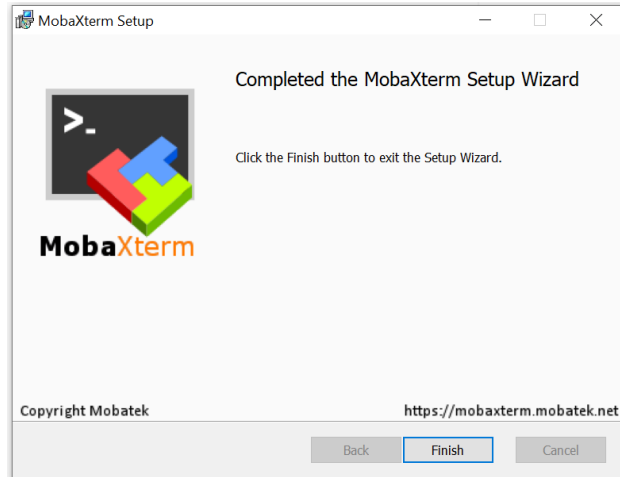 MobaXterm Setup
Completed the MobaXterm Setup Wizard
>_
Click the Finish button to exit the Setup Wizard.
MobaXterm
Copyright Mobatek
https://mobaxterm.mobatek.net
Back
Finish
Cancel